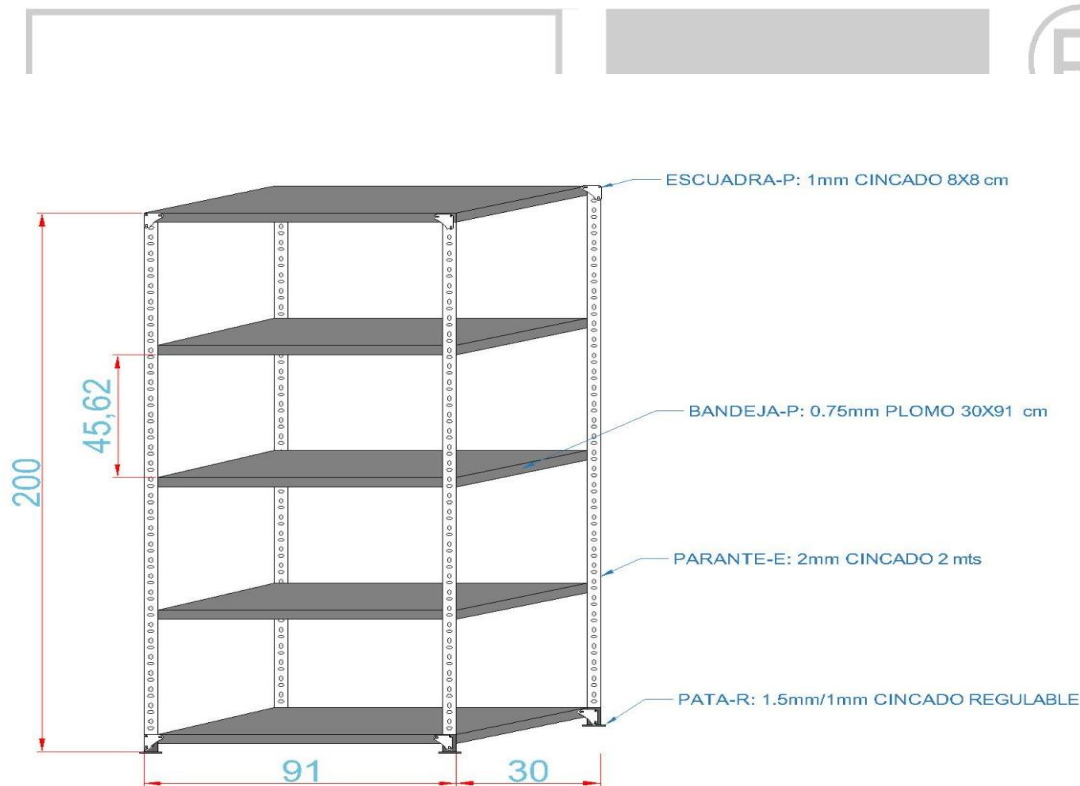 ESCUADRA-P: 1mm CINCADO 8X8 cm
45,62
BANDEJA-P: 0.75mm PLOMO 30X91 cm
200
PARANTE-E: 2mm CINCADO 2 mts
PATA-R: 1.5mm/1mm CINCADO REGULABLE
91
30